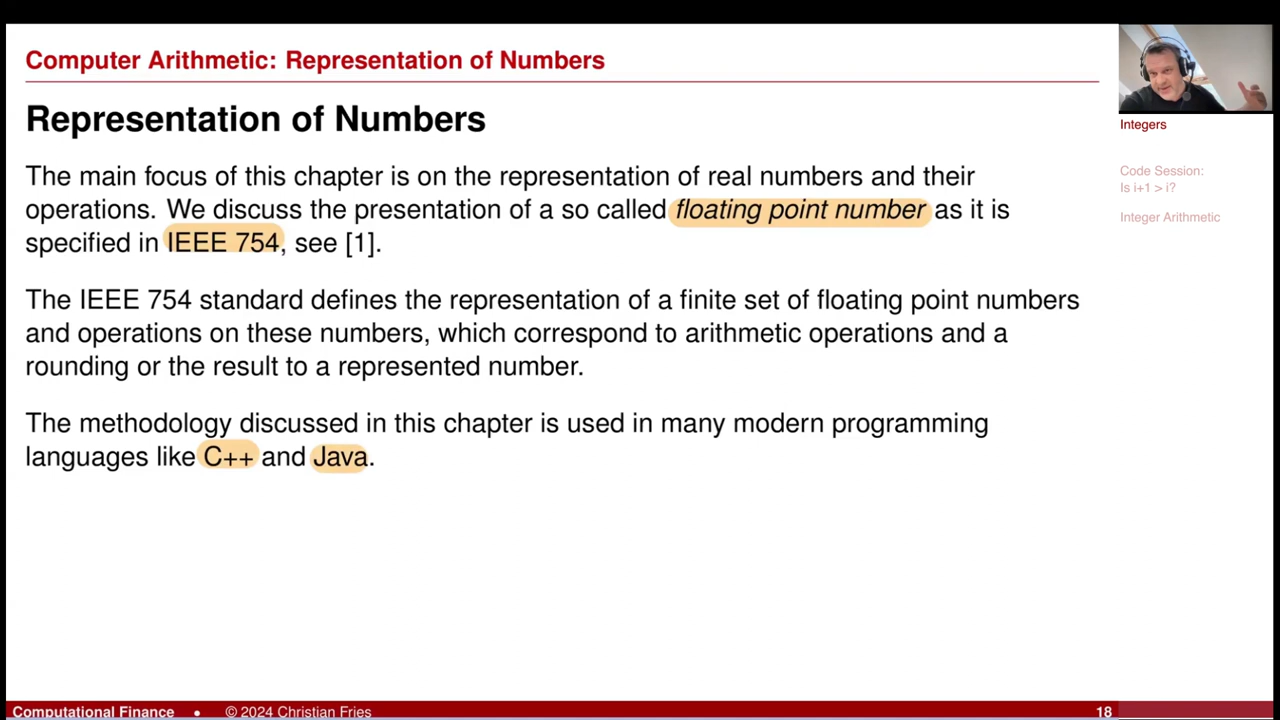 Computer Arithmetic: Representation of Numbers
Representation of Numbers
The main focus of this chapter is on the representation of real numbers and their
operations. We discuss the presentation of a so called floating point number as it is
specified in IEEE 754, see [1].
The IEEE 754 standard defines the representation of a finite set of floating point numbers
and operations on these numbers, which correspond to arithmetic operations and a
rounding or the result to a represented number.
The methodology discussed in this chapter is used in many modern programming
languages like C++ and Java.
Integers
Code Session:
Is i+1 > i?
Integer Arithmetic
Computational Finance • © 2024 Christian Fries 18